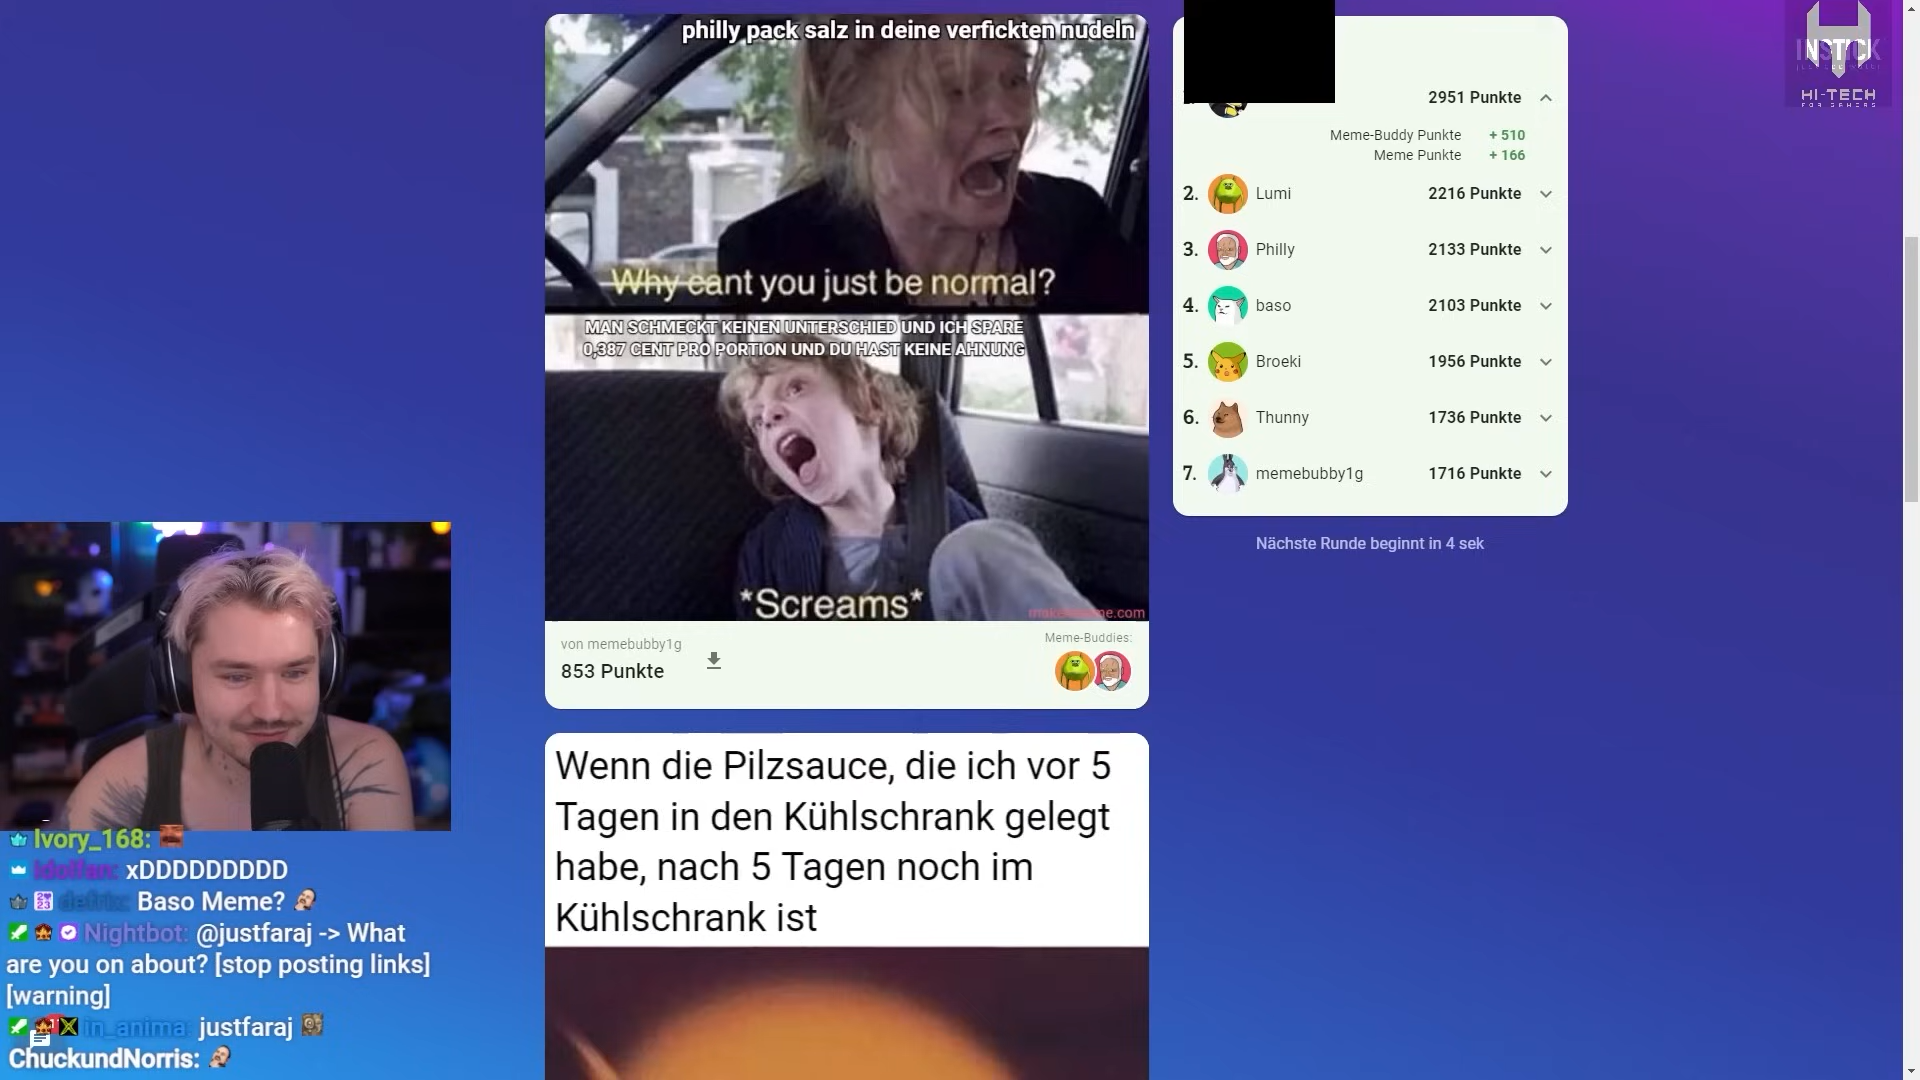 philly pack salz in deine verfickten nudeln
Why cant you just be normal?
MAN SCHMECKT KEINEN UNTERSCHIED UND ICH SPARE
0,387 CENT PRO PORTION UND DU HAST KEINE AHNUNG
*Screams*
von memebubby1g
853 Punkte
Meme-Buddies:
Wenn die Pilzsauce, die ich vor 5
Tagen in den Kühlschrank gelegt
habe, nach 5 Tagen noch im
Kühlschrank ist
2951 Punkte
Meme-Buddy Punkte + 510
Meme Punkte + 166
2. Lumi 2216 Punkte
3. Philly 2133 Punkte
4. baso 2103 Punkte
5. Broeki 1956 Punkte
6. Thunny 1736 Punkte
7. memebubby1g 1716 Punkte
Nächste Runde beginnt in 4 sek
INSTICK
HI-TECH
FOR GAMERS
Ivory_168:
Idolfan: xDDDDDDDDD
defrix: Baso Meme?
Nightbot: @justfaraj -> What
are you on about? [stop posting links]
[warning]
in_anima: justfaraj
ChuckundNorris: